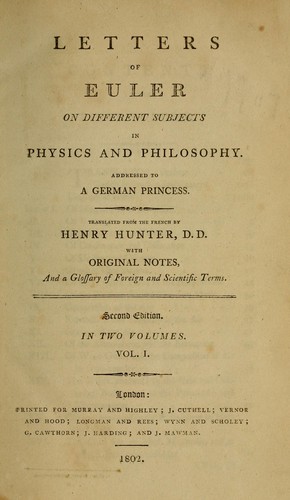 LETTERS
OF
EULER
ON DIFFERENT SUBJECTS
IN
PHYSICS AND PHILOSOPHY.
ADDRESSED TO
A GERMAN PRINCESS.
TRANSLATED FROM THE FRENCH BY
HENRY HUNTER, D.D.
WITH
ORIGINAL NOTES,
And a Gloſſary of Foreign and Scientific Terms.
Second Edition.
IN TWO VOLUMES.
VOL. I.
London:
PRINTED FOR MURRAY AND HIGHLEY; J. CUTHELL; VERNOR
AND HOOD; LONGMAN AND REES; WYNN AND SCHOLEY;
G. CAWTHORN; J. HARDING; AND J. MAWMAN.
1802.